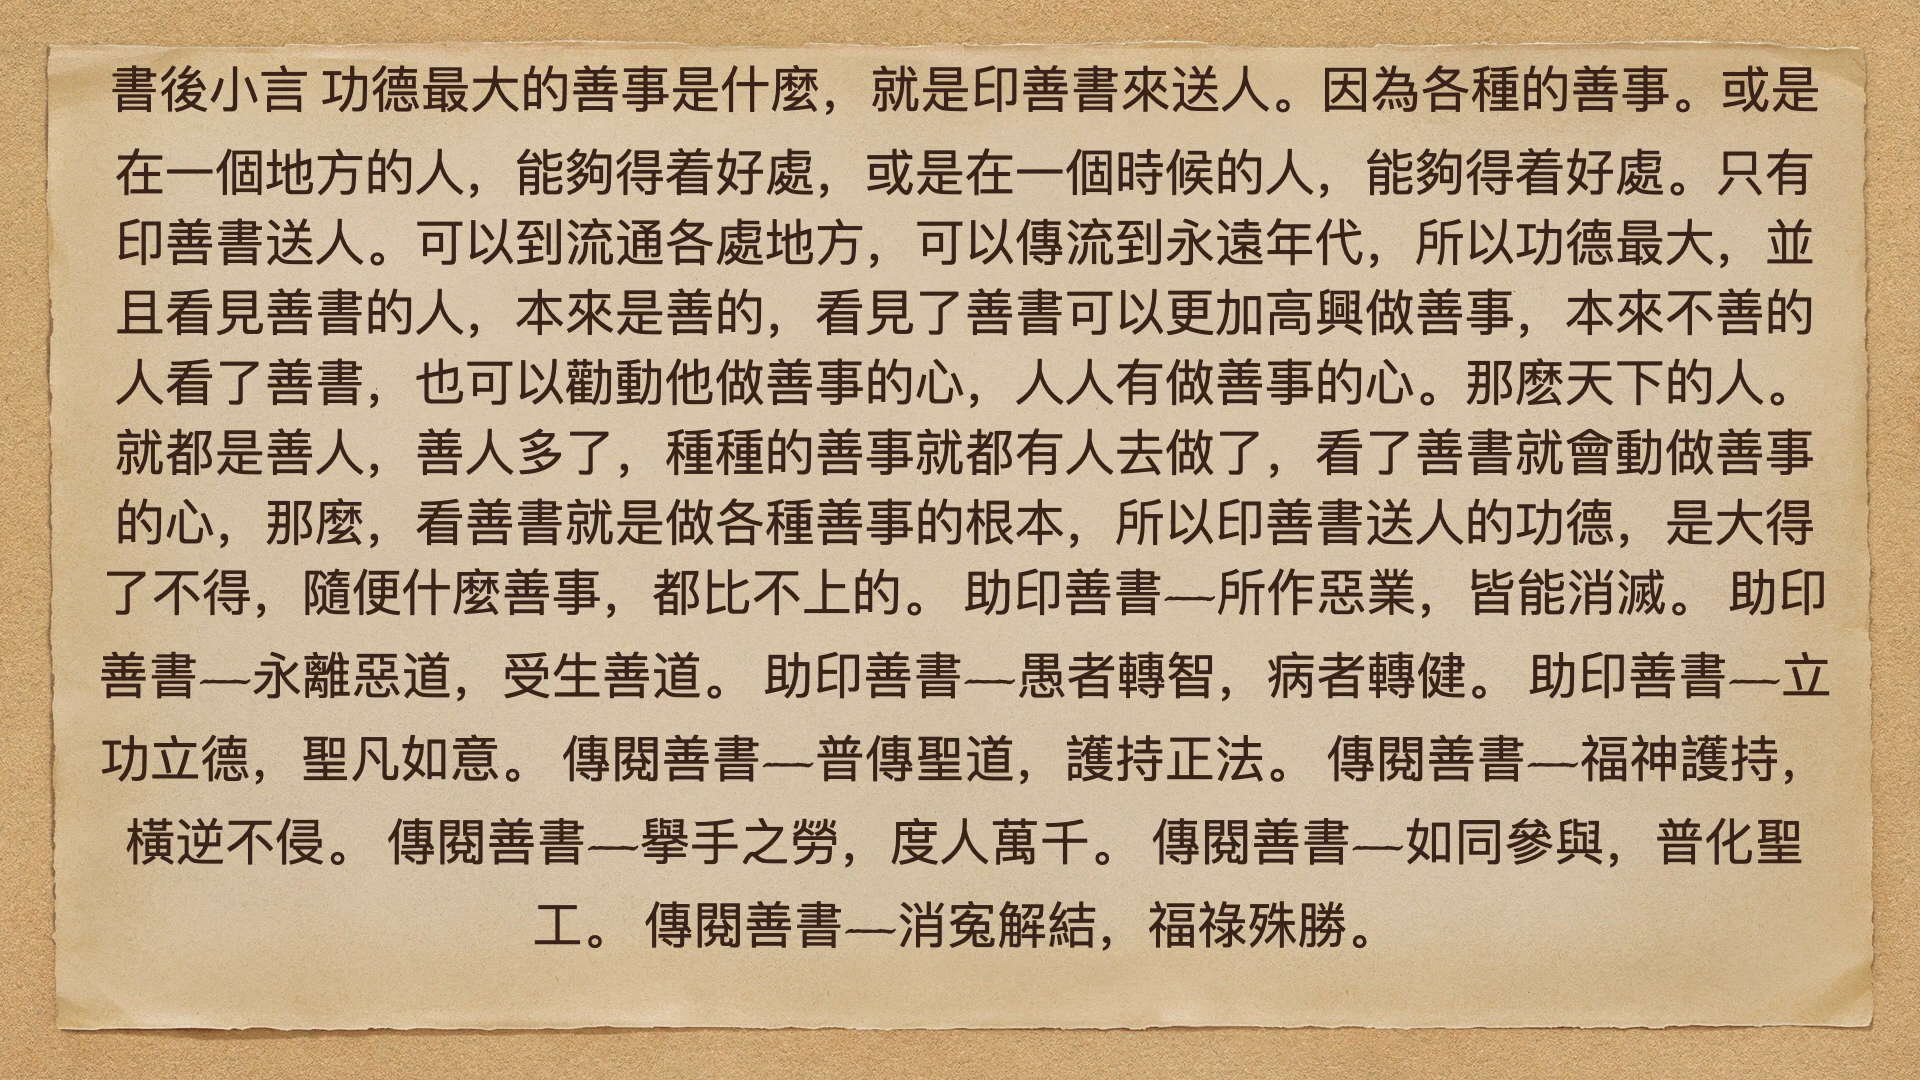 書後小言 功德最大的善事是什麼，就是印善書來送人。因為各種的善事。或是
在一個地方的人，能夠得着好處，或是在一個時候的人，能夠得着好處。只有
印善書送人。可以到流通各處地方，可以傳流到永遠年代，所以功德最大，並
且看見善書的人，本來是善的，看見了善書可以更加高興做善事，本來不善的
人看了善書，也可以勸動他做善事的心，人人有做善事的心。那麽天下的人。
就都是善人，善人多了，種種的善事就都有人去做了，看了善書就會動做善事
的心，那麼，看善書就是做各種善事的根本，所以印善書送人的功德，是大得
了不得，隨便什麼善事，都比不上的。 助印善書—所作惡業，皆能消滅。 助印
善書—永離惡道，受生善道。 助印善書—愚者轉智，病者轉健。 助印善書—立
功立德，聖凡如意。 傳閱善書—普傳聖道，護持正法。 傳閱善書—福神護持，
橫逆不侵。 傳閱善書—舉手之勞，度人萬千。 傳閱善書—如同參與，普化聖
工。 傳閱善書—消冤解結，福祿殊勝。